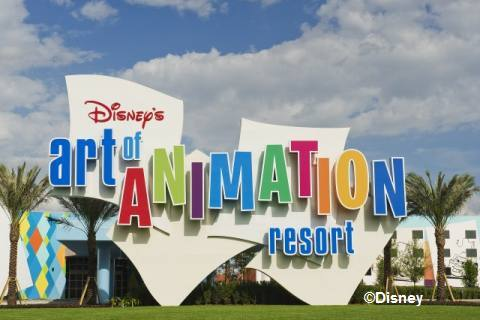 Disney's
art of
ANIMATION
resort
©Disney